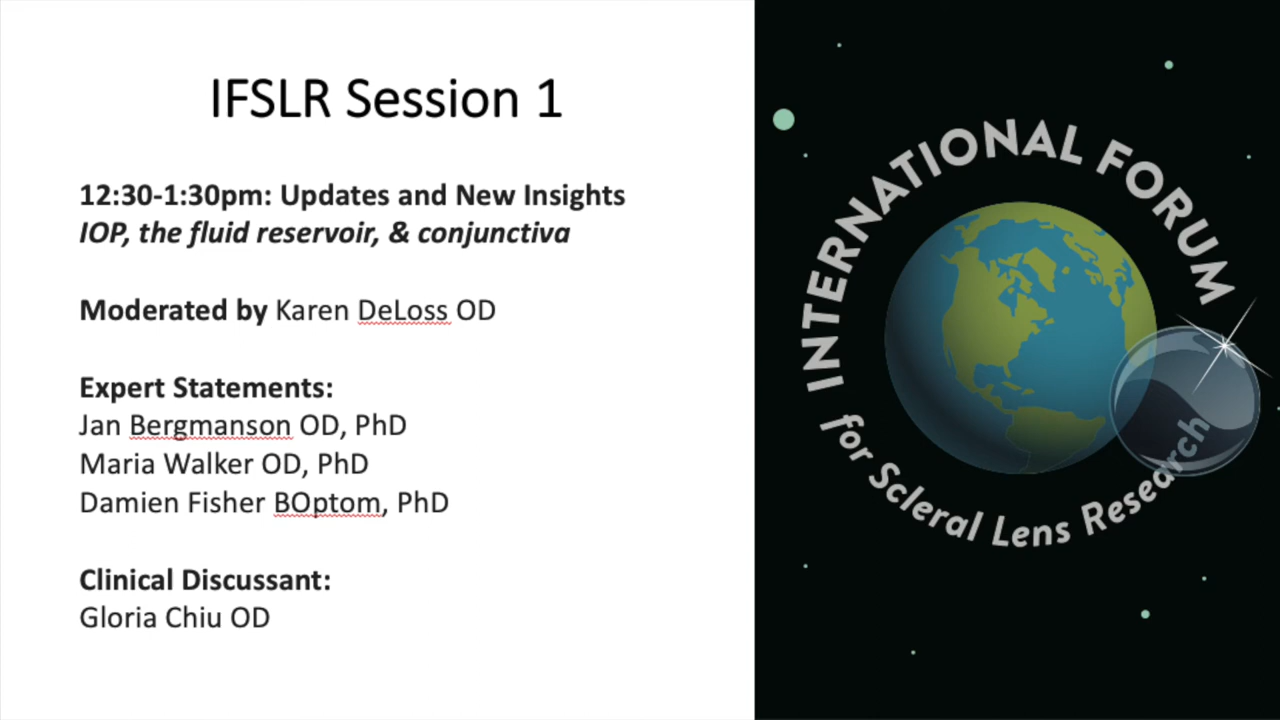 IFSLR Session 1
12:30-1:30pm: Updates and New Insights
IOP, the fluid reservoir, & conjunctiva
Moderated by Karen DeLoss OD
Expert Statements:
Jan Bergmanson OD, PhD
Maria Walker OD, PhD
Damien Fisher BOptom, PhD
Clinical Discussant:
Gloria Chiu OD
INTERNATIONAL FORUM
for Scleral Lens Research